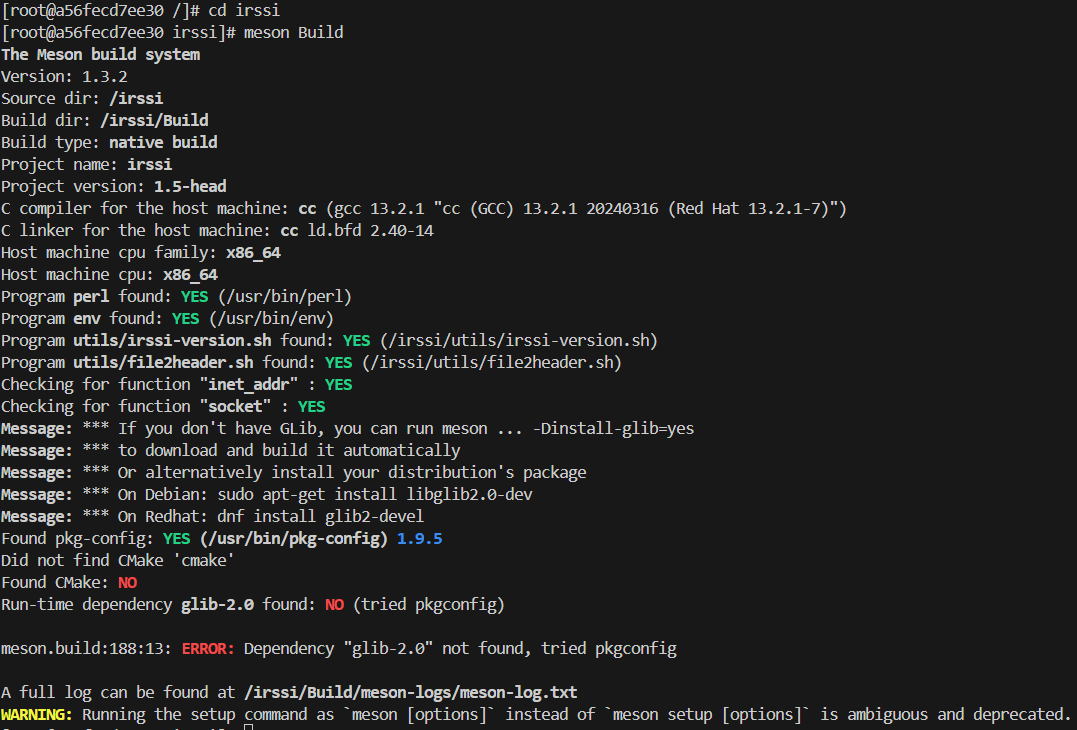 [root@a56fecd7ee30 /]# cd irssi
[root@a56fecd7ee30 irssi]# meson Build
The Meson build system
Version: 1.3.2
Source dir: /irssi
Build dir: /irssi/Build
Build type: native build
Project name: irssi
Project version: 1.5-head
C compiler for the host machine: cc (gcc 13.2.1 "cc (GCC) 13.2.1 20240316 (Red Hat 13.2.1-7)")
C linker for the host machine: cc ld.bfd 2.40-14
Host machine cpu family: x86_64
Host machine cpu: x86_64
Program perl found: YES (/usr/bin/perl)
Program env found: YES (/usr/bin/env)
Program utils/irssi-version.sh found: YES (/irssi/utils/irssi-version.sh)
Program utils/file2header.sh found: YES (/irssi/utils/file2header.sh)
Checking for function "inet_addr" : YES
Checking for function "socket" : YES
Message: *** If you don't have GLib, you can run meson ... -Dinstall-glib=yes
Message: *** to download and build it automatically
Message: *** Or alternatively install your distribution's package
Message: *** On Debian: sudo apt-get install libglib2.0-dev
Message: *** On Redhat: dnf install glib2-devel
Found pkg-config: YES (/usr/bin/pkg-config) 1.9.5
Did not find CMake 'cmake'
Found CMake: NO
Run-time dependency glib-2.0 found: NO (tried pkgconfig)
meson.build:188:13: ERROR: Dependency "glib-2.0" not found, tried pkgconfig
A full log can be found at /irssi/Build/meson-logs/meson-log.txt
WARNING: Running the setup command as `meson [options]` instead of `meson setup [options]` is ambiguous and deprecated.